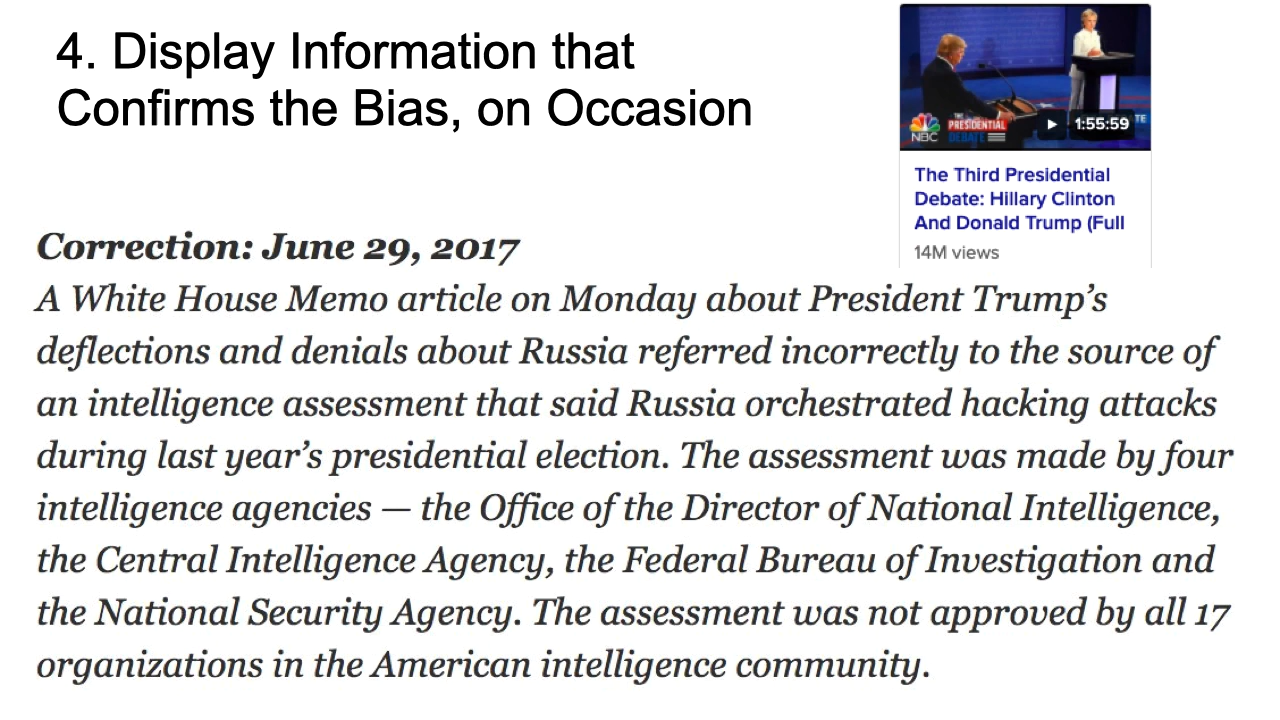 4. Display Information that
Confirms the Bias, on Occasion
NBC
THE
PRESIDENTIAL
DEBATE
TE
1:55:59
The Third Presidential
Debate: Hillary Clinton
And Donald Trump (Full
14M views
Correction: June 29, 2017
A White House Memo article on Monday about President Trump’s
deflections and denials about Russia referred incorrectly to the source of
an intelligence assessment that said Russia orchestrated hacking attacks
during last year’s presidential election. The assessment was made by four
intelligence agencies — the Office of the Director of National Intelligence,
the Central Intelligence Agency, the Federal Bureau of Investigation and
the National Security Agency. The assessment was not approved by all 17
organizations in the American intelligence community.